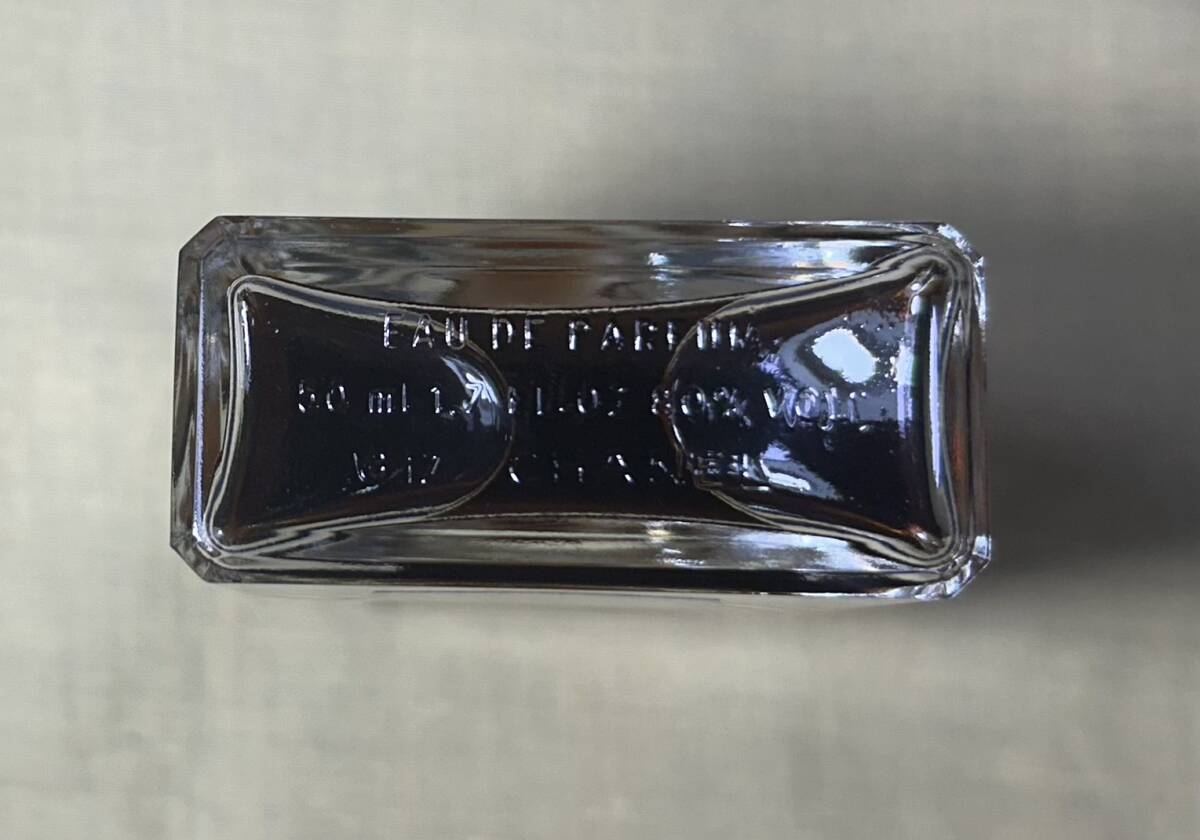 EAU DE PARFUM
50 ml 1.7 FL.OZ 80% Vol.
CHANEL